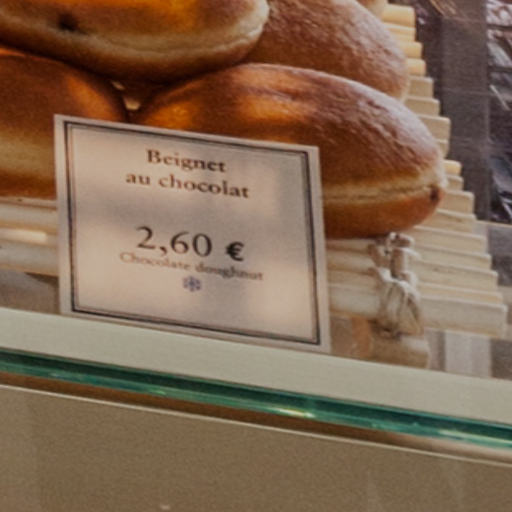 Beignet
au chocolat
2,60 €
Chocolate doughnut